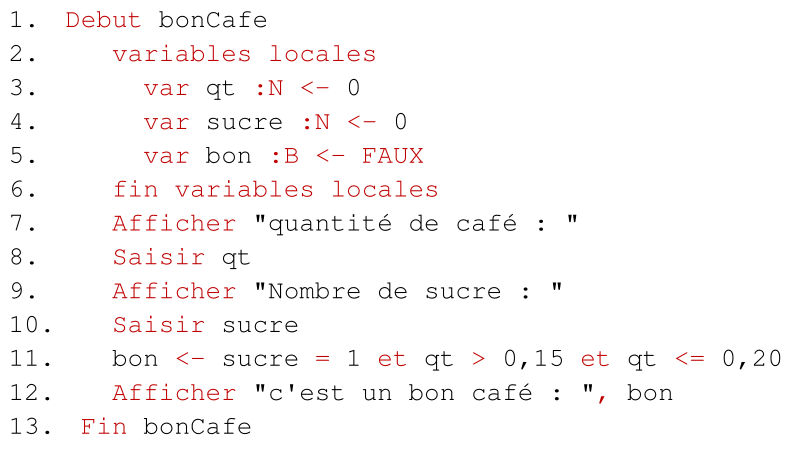 1. Debut bonCafe
2. variables locales
3. var qt :N <- 0
4. var sucre :N <- 0
5. var bon :B <- FAUX
6. fin variables locales
7. Afficher "quantité de café : "
8. Saisir qt
9. Afficher "Nombre de sucre : "
10. Saisir sucre
11. bon <- sucre = 1 et qt > 0,15 et qt <= 0,20
12. Afficher "c'est un bon café : ", bon
13. Fin bonCafe